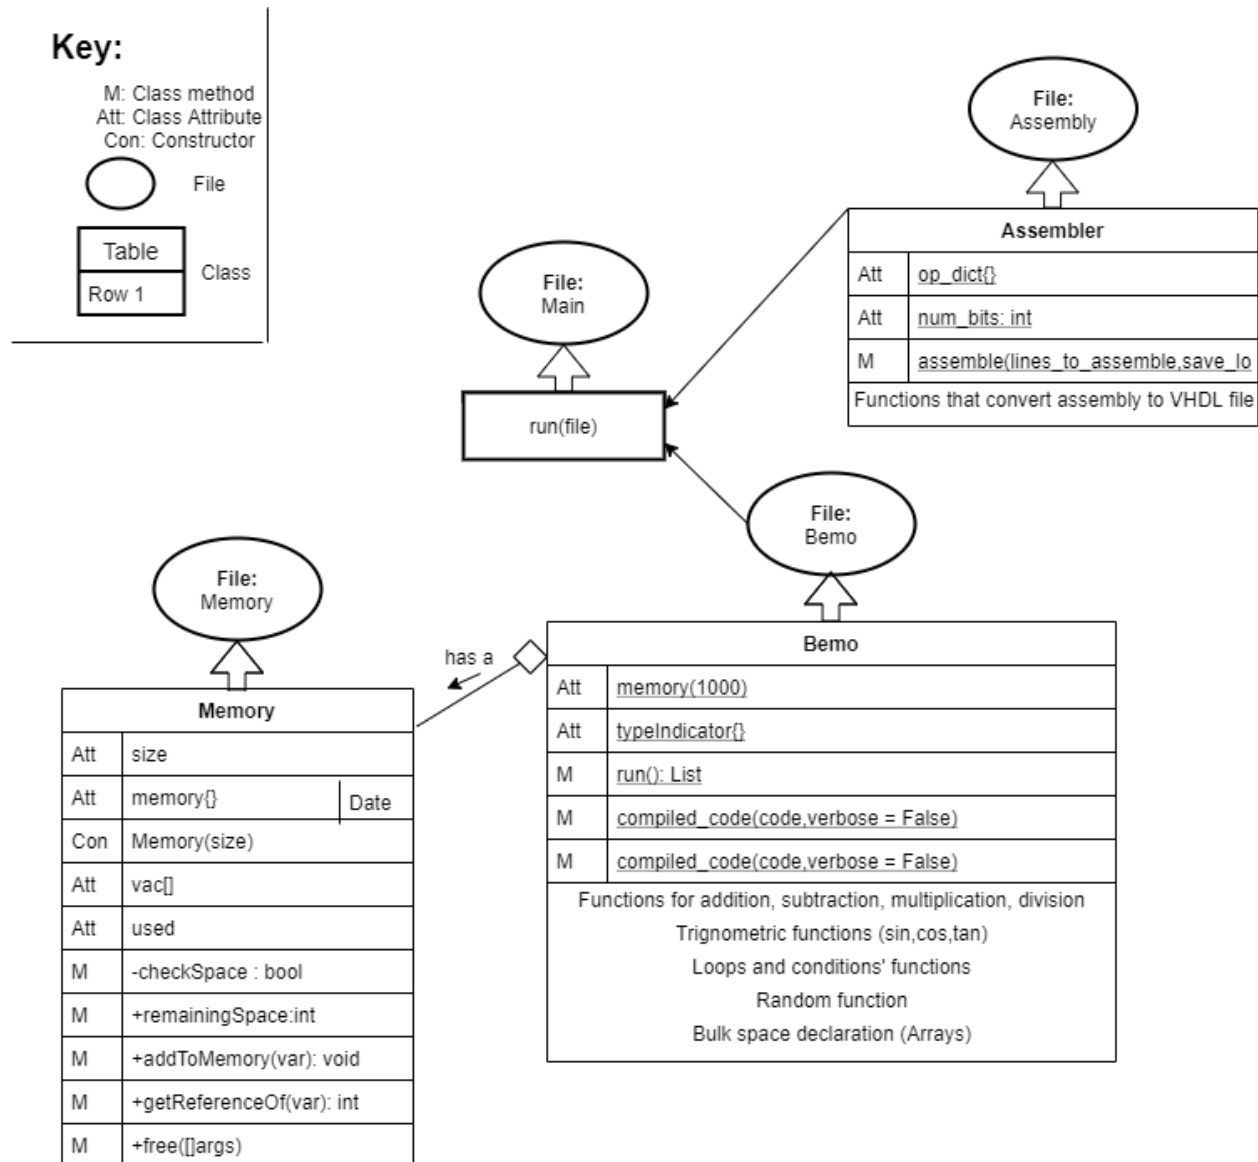 Key:
M: Class method
Att: Class Attribute
Con: Constructor
File
Table
Row 1
Class
File:
Assembly
Assembler
Att op_dict{}
Att num_bits: int
M assemble(lines_to_assemble,save_lo
Functions that convert assembly to VHDL file
File:
Main
run(file)
File:
Bemo
Bemo
Att memory(1000)
Att typeIndicator{}
M run(): List
M compiled_code(code,verbose = False)
M compiled_code(code,verbose = False)
Functions for addition, subtraction, multiplication, division
Trignometric functions (sin,cos,tan)
Loops and conditions' functions
Random function
Bulk space declaration (Arrays)
has a
File:
Memory
Memory
Att size
Att memory{} Date
Con Memory(size)
Att vac[]
Att used
M -checkSpace : bool
M +remainingSpace:int
M +addToMemory(var): void
M +getReferenceOf(var): int
M +free([]args)